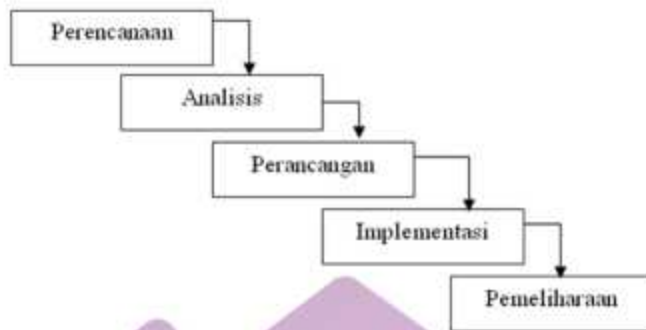 Perencanaan
Analisis
Perancangan
Implementasi
Pemeliharaan